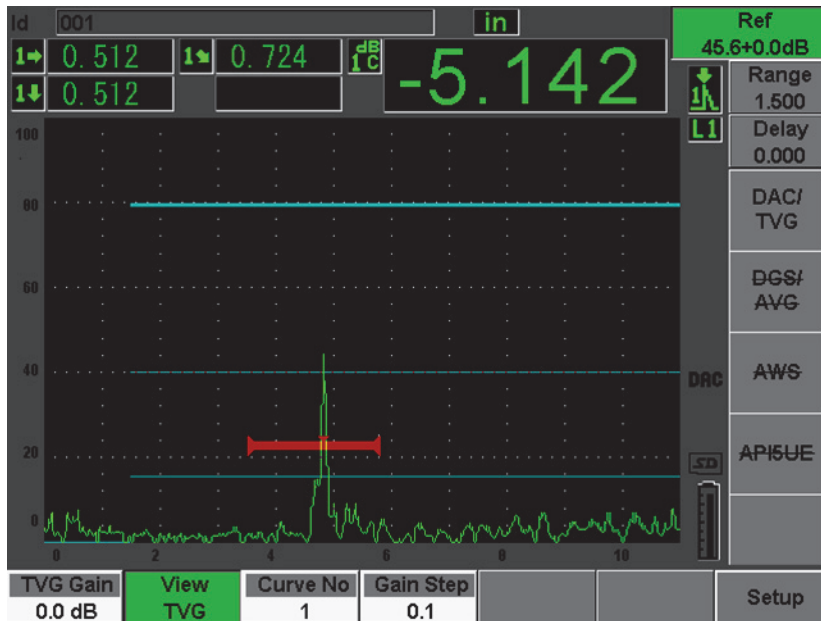 Id 001 in Ref
45.6+0.0dB
1 0.512 1 0.724 dB 1 C -5.142
1 0.512
Range
1.500
1
L1
Delay
0.000
100
DAC/
TVG
80
DGS/
AVG
60
AWS
40
DAC
API5UE
20
SD
0
0 2 4 6 8 10
TVG Gain View Curve No Gain Step Setup
0.0 dB TVG 1 0.1